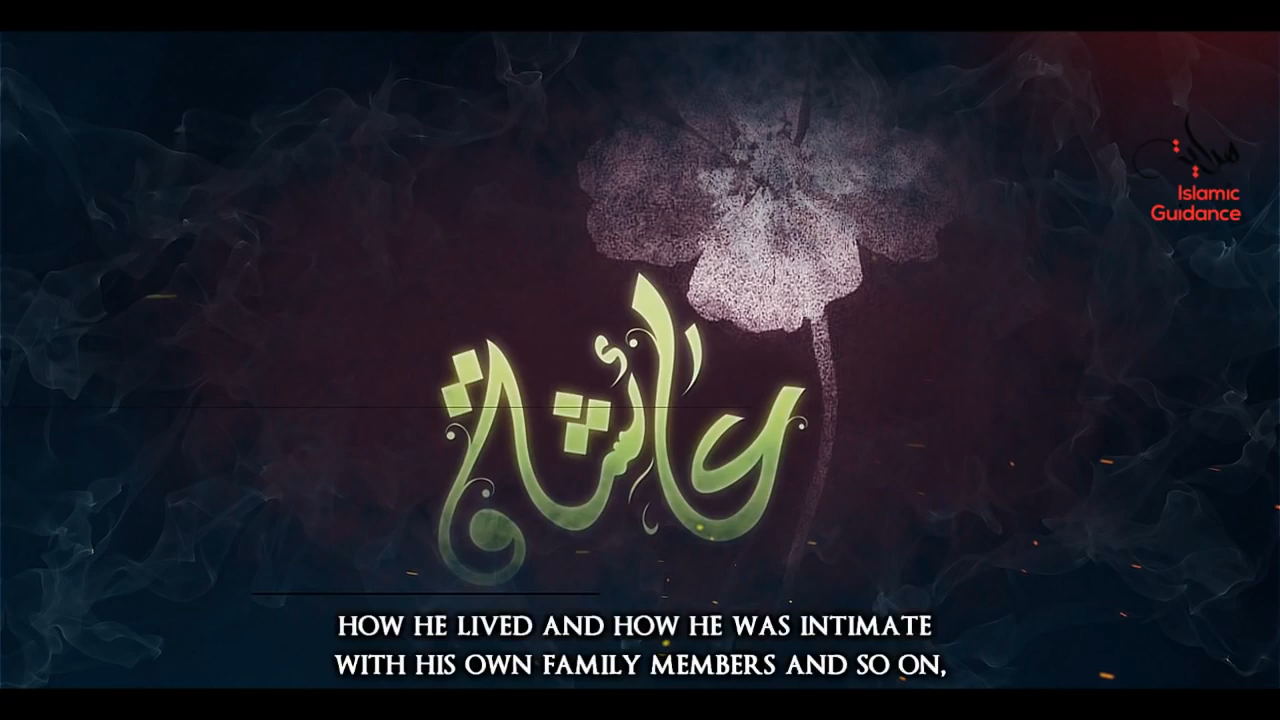 هداية
Islamic
Guidance
عائشة
HOW HE LIVED AND HOW HE WAS INTIMATE
WITH HIS OWN FAMILY MEMBERS AND SO ON,